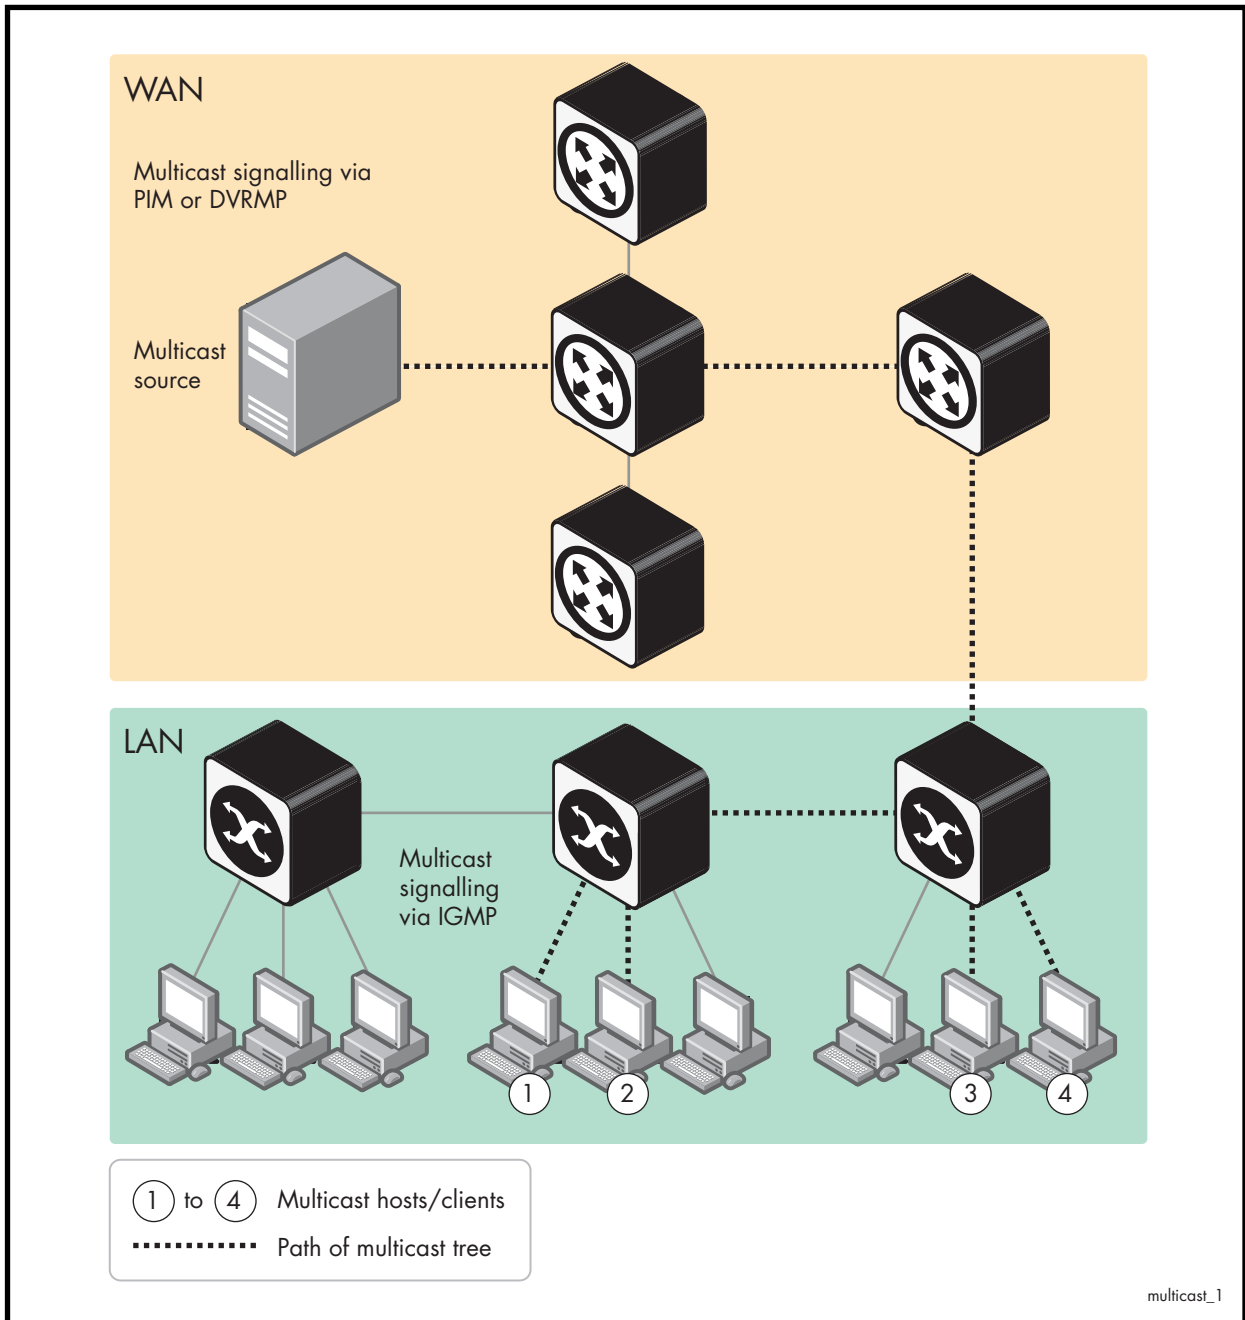 WAN
Multicast signalling via
PIM or DVRMP
Multicast
source
LAN
Multicast
signalling
via IGMP
1
2
3
4
1 to 4 Multicast hosts/clients
Path of multicast tree
multicast_1